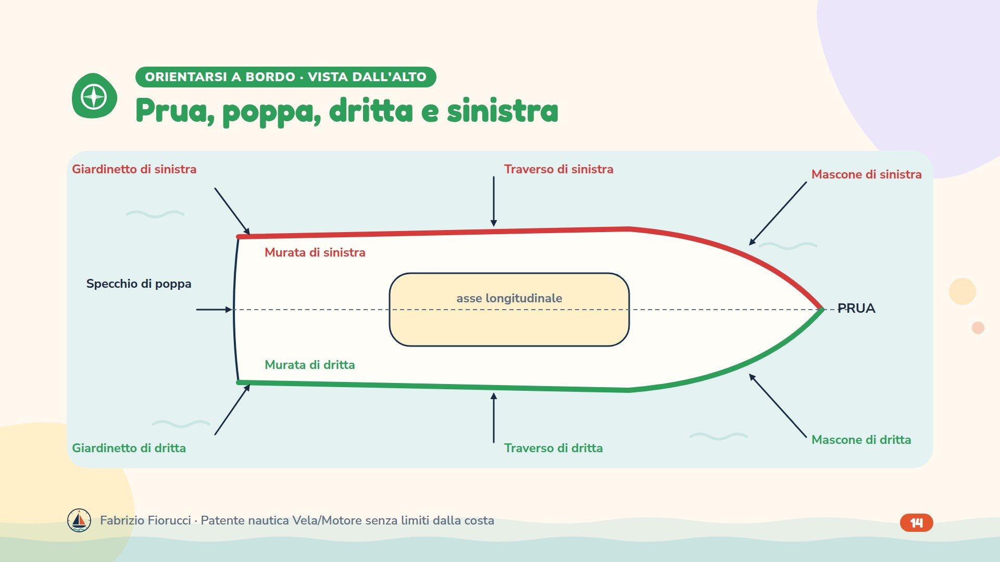 ORIENTARSI A BORDO · VISTA DALL'ALTO
Prua, poppa, dritta e sinistra
Giardinetto di sinistra
Traverso di sinistra
Mascone di sinistra
Murata di sinistra
Specchio di poppa
asse longitudinale
PRUA
Murata di dritta
Giardinetto di dritta
Traverso di dritta
Mascone di dritta
Fabrizio Fiorucci · Patente nautica Vela/Motore senza limiti dalla costa
14